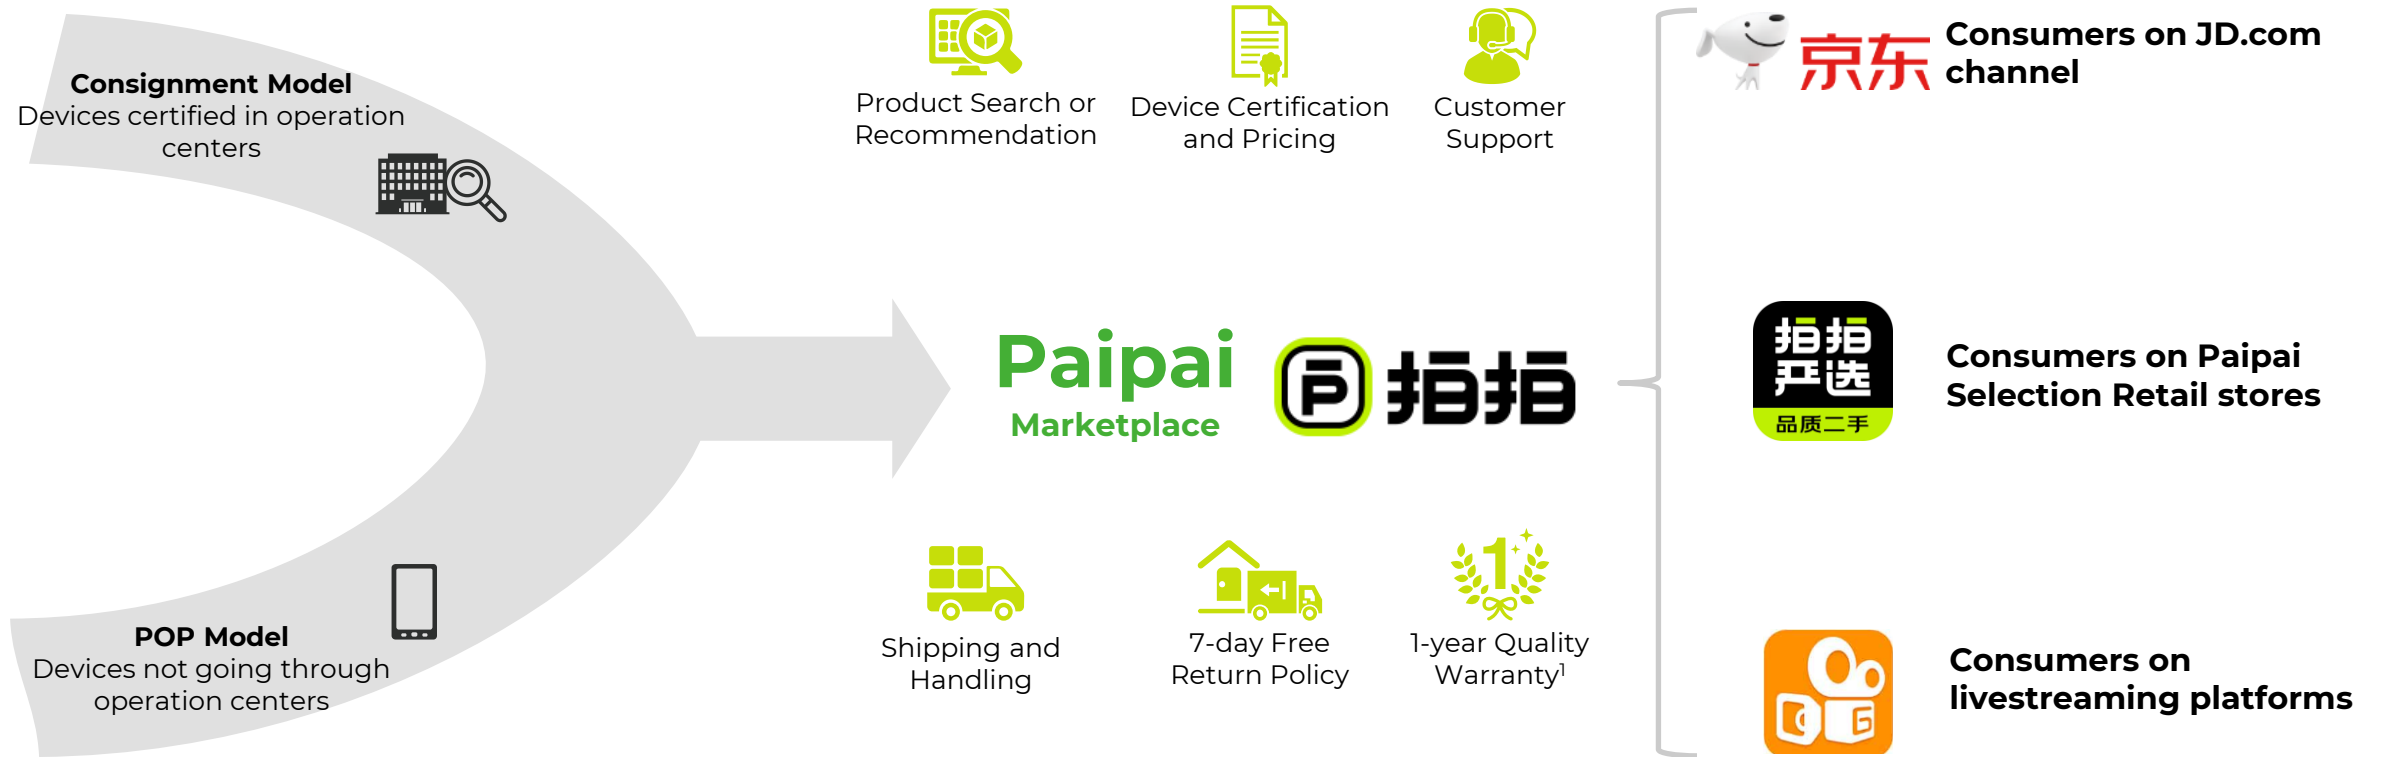 Consignment Model
Devices certified in operation
centers
POP Model
Devices not going through
operation centers
Product Search or
Recommendation
Device Certification
and Pricing
Customer
Support
Paipai
Marketplace
P 拍拍
Shipping and
Handling
7-day Free
Return Policy
1
1-year Quality
Warranty¹
京东
Consumers on JD.com
channel
拍拍
严选
品质二手
Consumers on Paipai
Selection Retail stores
Consumers on
livestreaming platforms